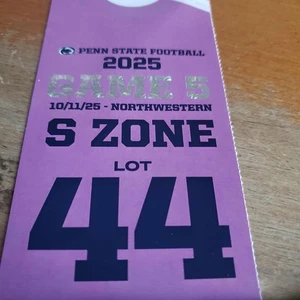 PENN STATE FOOTBALL
2025
GAME 5
10/11/25 - NORTHWESTERN
S ZONE
LOT
44